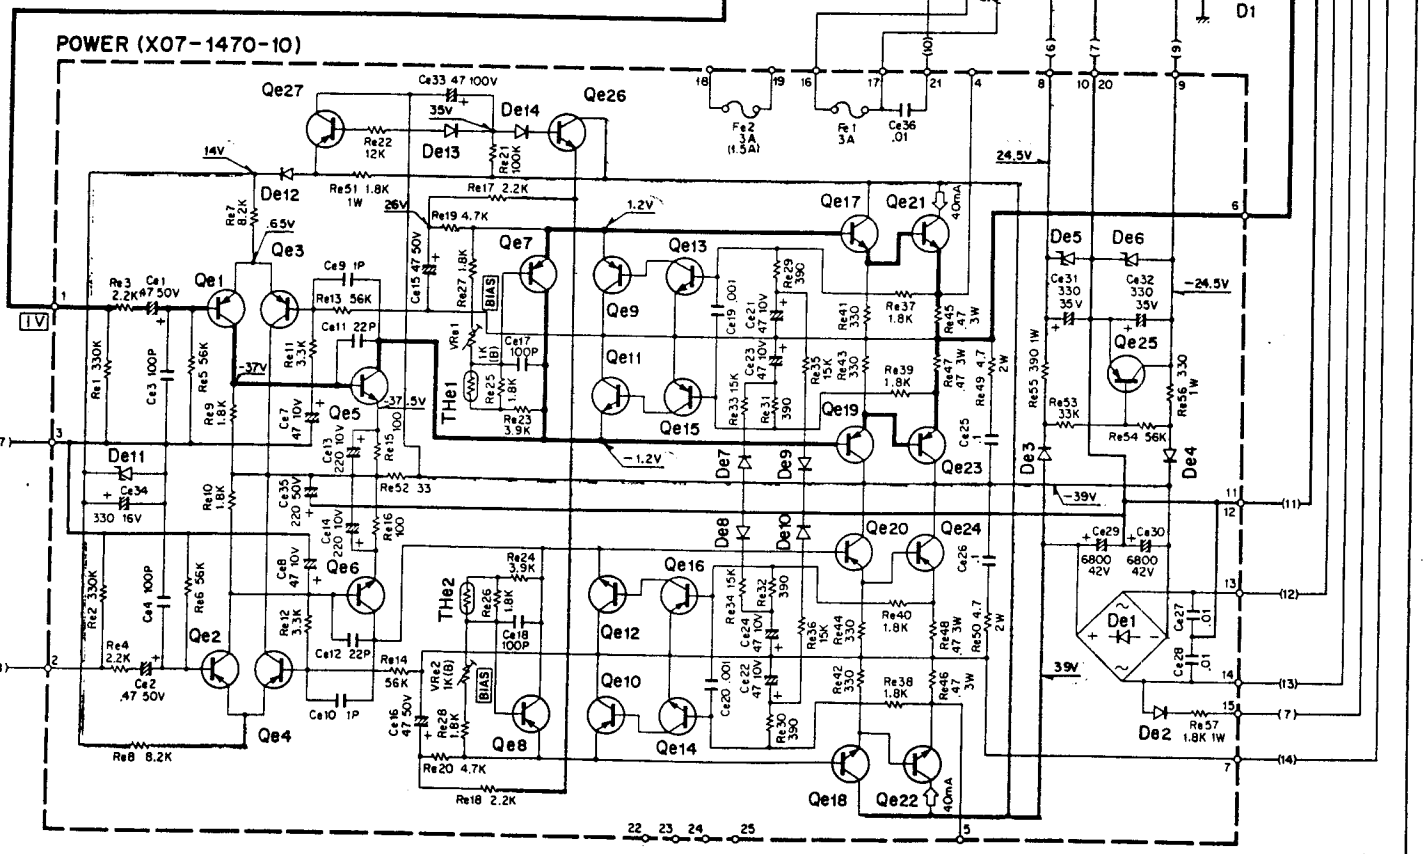 POWER (X07-1470-10)
D1
(10)
(6)
(7)
(9)
18
19
16
17
21
4
8
10
20
9
Ce33 47 100V
35V
De14
Qe26
Qe27
Re22
12K
De13
Re21
100K
Fe2
3A
(1.5A)
Fe1
3A
Ce36
.01
14V
24.5V
De12
Re51 1.8K
1W
Re17 2.2K
26V
Re19 4.7K
1.2V
Qe17
Qe21
40mA
6
Re7
8.2K
.65V
Qe3
Qe1
Ce9 1P
Re13 56K
Ce11 22P
Ce15 47 50V
Re27 1.8K
BIAS
Qe7
Qe13
Qe9
Ce19 .001
Re29
390
Ce21
47 10V
Re41
330
Re37
1.8K
Re45
.47
3W
De5
De6
Ce31
330
35V
Ce32
330
35V
-24.5V
Re3
2.2K
Ce1
.47 50V
1
1V
Re1 330K
Ce3 100P
Re5 56K
-37V
Re9
1.8K
Re11
3.3K
Ce7
47 10V
Qe5
-37.5V
VRe1
1K
(B)
Ce17
100P
THe1
Re25
1.8K
Re23
3.9K
Qe11
Qe15
Ce23
47 10V
Re33 15K
Re31
390
Re35
15K
Re43
330
Re39
1.8K
Re47
.47 3W
Re49 4.7
2W
Qe25
Re55 390 1W
Re53
33K
Re54 56K
Re56 330
1W
3
De11
Ce34
330 16V
Re10
1.8K
Ce13
220 10V
Re15
100
Re52 33
Ce35
220 50V
Ce14
220 10V
Re16
100
-1.2V
De7
De9
Qe19
Qe23
Ce25
.1
De3
De4
-39V
11
12
(11)
De8
De10
Qe20
Qe24
Ce26
.1
Ce29
6800
42V
Ce30
6800
42V
Re2 330K
Ce4 100P
Re6 56K
Ce8
47 10V
Qe6
Re12
3.3K
Ce12 22P
THe2
Re24
3.9K
Re26
1.8K
Ce18
100P
Qe16
Qe12
Re34 15K
Re32
390
Ce24
47 10V
Re36
15K
Re44
330
Re40
1.8K
Re48
.47 3W
Re50 4.7
2W
De1
Ce27
.01
Ce28
.01
13
(12)
14
(13)
15
(7)
2
Re4
2.2K
Ce2
.47 50V
Qe2
Re14
56K
VRe2
1K(B)
BIAS
Ce10 1P
Ce16
47 50V
Re28
1.8K
Qe8
Qe10
Qe14
Ce20 .001
Ce22
47 10V
Re30
390
Re42
330
Re38
1.8K
Re46
.47
3W
39V
De2
Re57
1.8K 1W
Re8 8.2K
Qe4
Re20 4.7K
Re18 2.2K
Qe18
Qe22
40mA
7
(14)
22
23
24
25
5